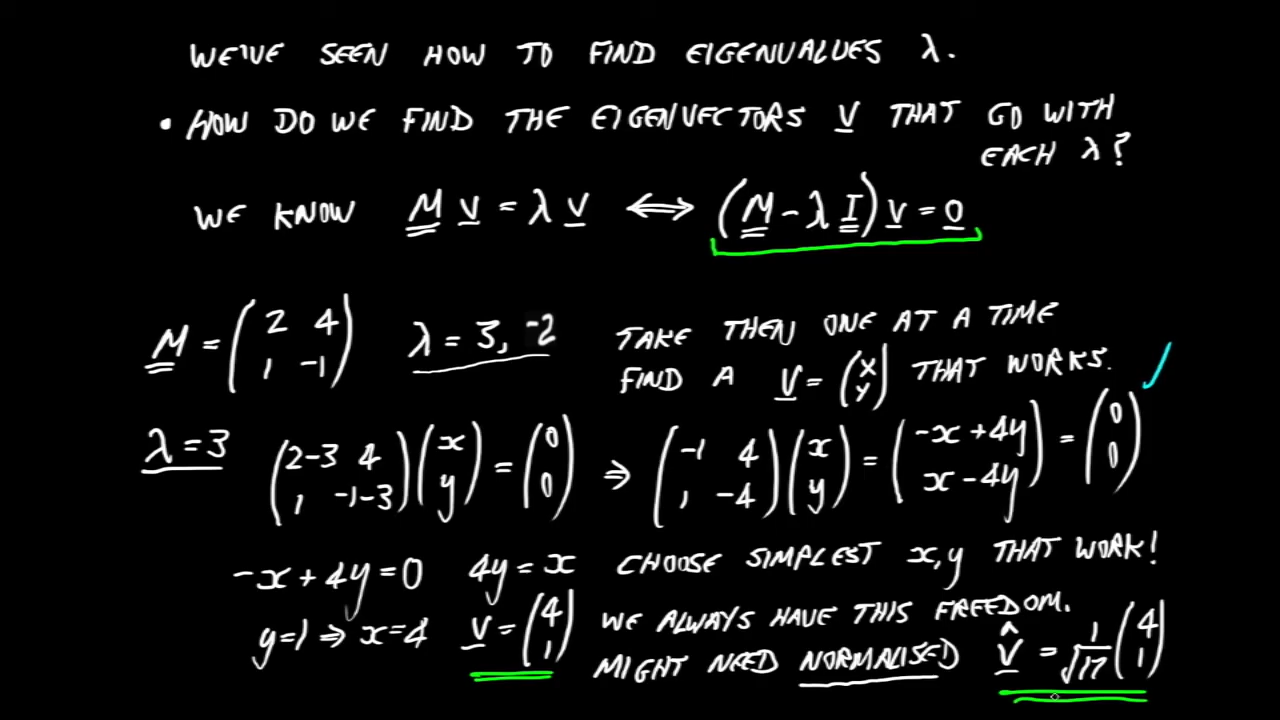 WE'VE SEEN HOW TO FIND EIGENVALUES λ.
• HOW DO WE FIND THE EIGENVECTORS V THAT GO WITH
EACH λ?
WE KNOW M V = λ V ⟺ (M - λ I) V = 0
M = (2 4; 1 -1) λ = 3, -2 TAKE THEN ONE AT A TIME
FIND A V = (x; y) THAT WORKS. ✓
λ = 3 (2-3 4; 1 -1-3)(x; y) = (0; 0) ⇒ (-1 4; 1 -4)(x; y) = (-x+4y; x-4y) = (0; 0)
-x + 4y = 0 4y = x CHOOSE SIMPLEST x, y THAT WORK!
y=1 ⇒ x=4 V = (4; 1) WE ALWAYS HAVE THIS FREEDOM.
MIGHT NEED NORMALISED V̂ = 1/√17 (4; 1)